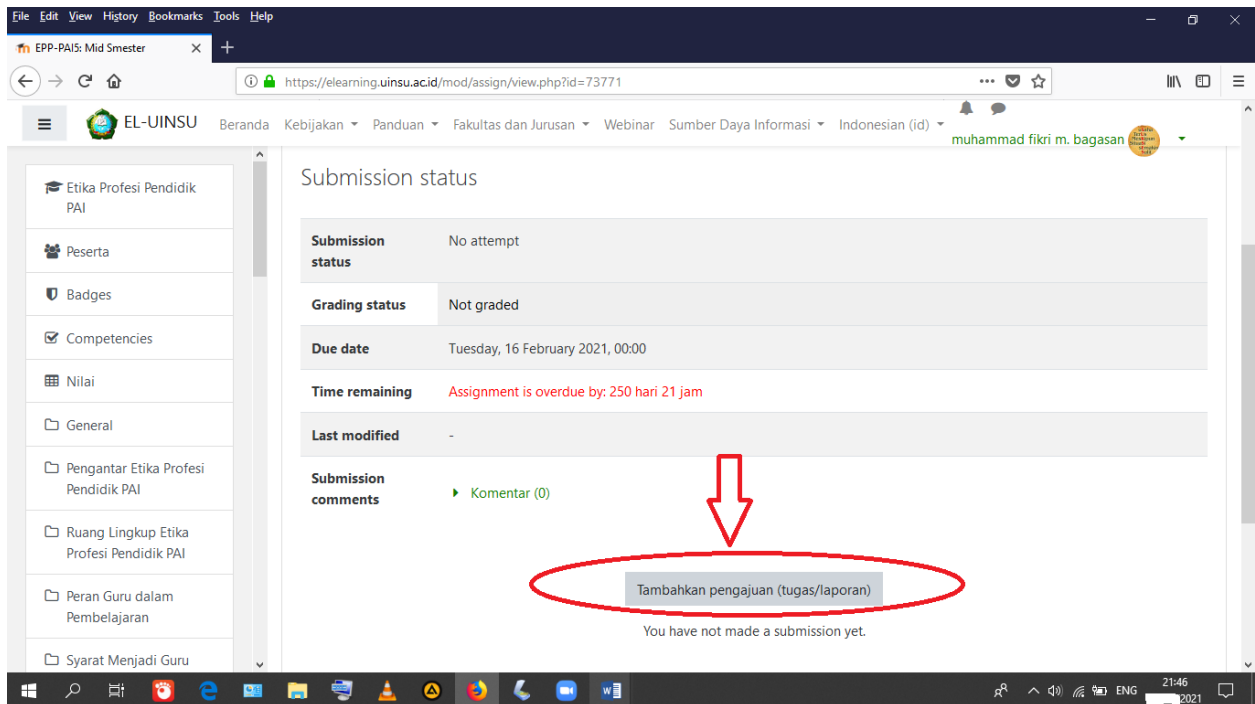 File Edit View History Bookmarks Tools Help
EPP-PAI5: Mid Smester
https://elearning.uinsu.ac.id/mod/assign/view.php?id=73771
EL-UINSU Beranda Kebijakan Panduan Fakultas dan Jurusan Webinar Sumber Daya Informasi Indonesian (id)
muhammad fikri m. bagasan
Etika Profesi Pendidik
PAI
Peserta
Badges
Competencies
Nilai
General
Pengantar Etika Profesi
Pendidik PAI
Ruang Lingkup Etika
Profesi Pendidik PAI
Peran Guru dalam
Pembelajaran
Syarat Menjadi Guru
Submission status
Submission
status
No attempt
Grading status Not graded
Due date Tuesday, 16 February 2021, 00:00
Time remaining Assignment is overdue by: 250 hari 21 jam
Last modified -
Submission
comments
Komentar (0)
Tambahkan pengajuan (tugas/laporan)
You have not made a submission yet.
ENG
21:46
2021